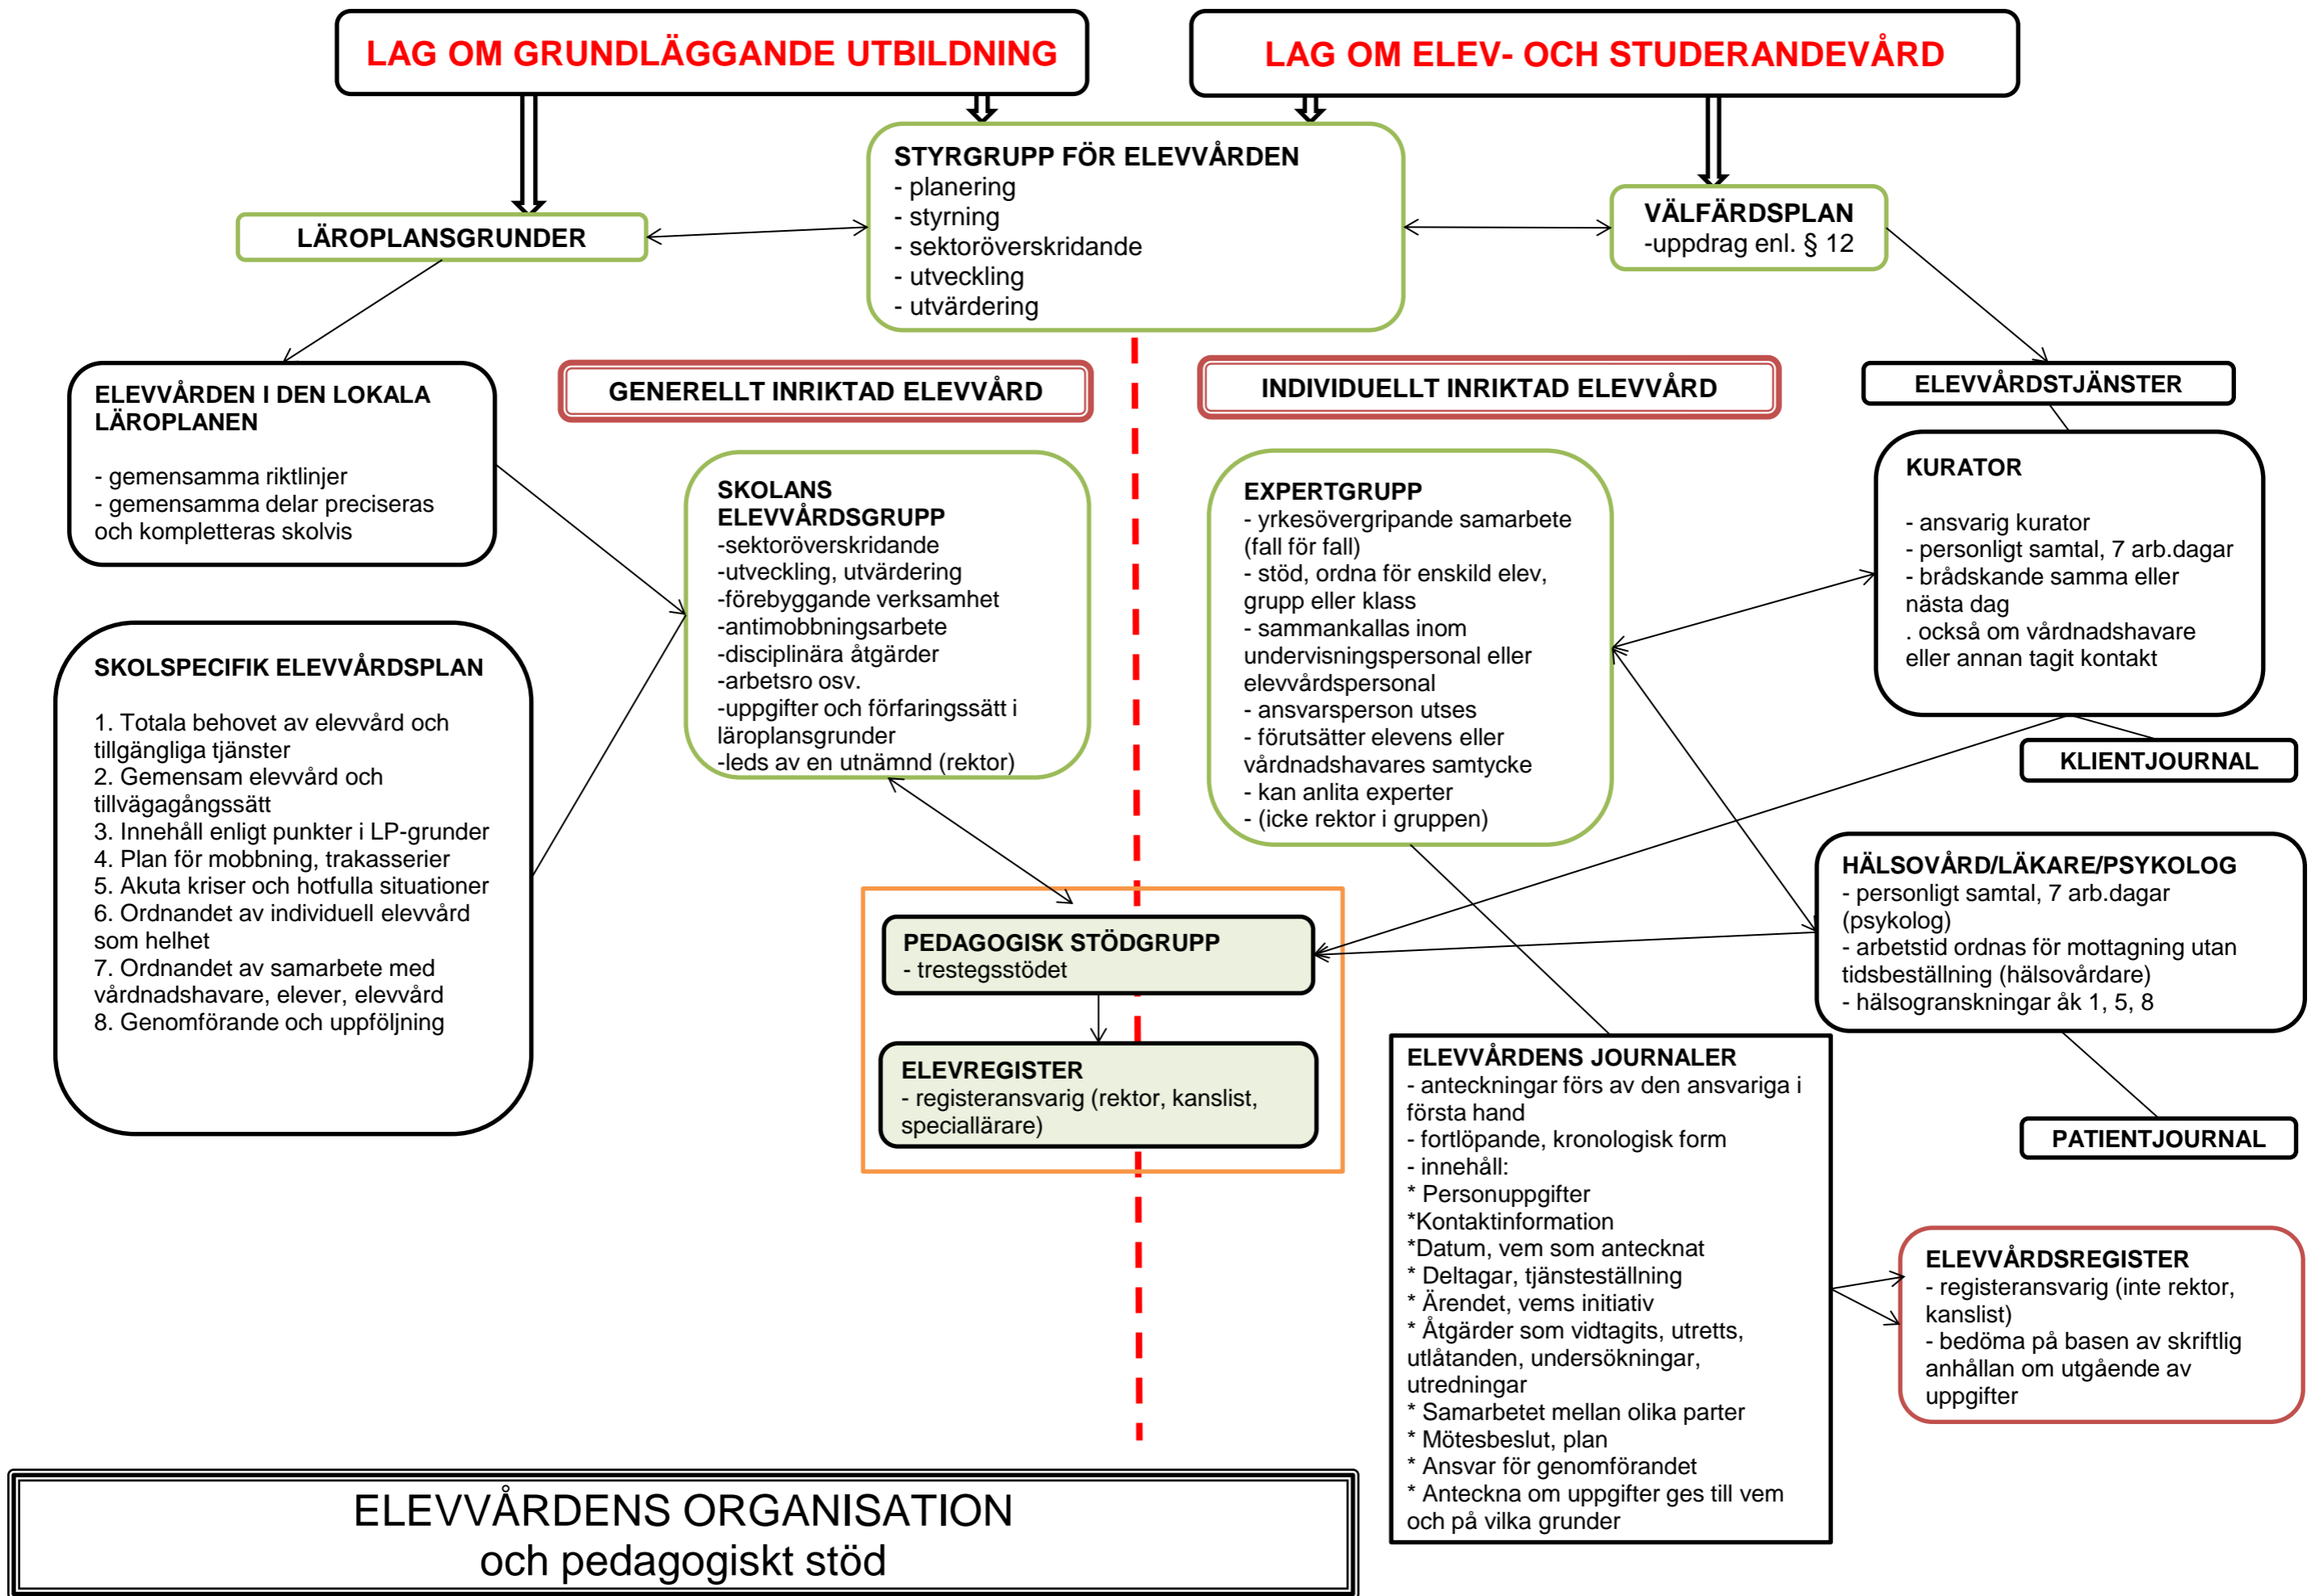 LAG OM GRUNDLÄGGANDE UTBILDNING
LAG OM ELEV- OCH STUDERANDEVÅRD
STYRGRUPP FÖR ELEVVÅRDEN
- planering
- styrning
- sektoröverskridande
- utveckling
- utvärdering
LÄROPLANSGRUNDER
VÄLFÄRDSPLAN
-uppdrag enl. § 12
ELEVVÅRDEN I DEN LOKALA
LÄROPLANEN
- gemensamma riktlinjer
- gemensamma delar preciseras
och kompletteras skolvis
GENERELLT INRIKTAD ELEVVÅRD
INDIVIDUELLT INRIKTAD ELEVVÅRD
ELEVVÅRDSTJÄNSTER
SKOLANS
ELEVVÅRDSGRUPP
-sektoröverskridande
-utveckling, utvärdering
-förebyggande verksamhet
-antimobbningsarbete
-disciplinära åtgärder
-arbetsro osv.
-uppgifter och förfaringssätt i
läroplansgrunder
-leds av en utnämnd (rektor)
EXPERTGRUPP
- yrkesövergripande samarbete
(fall för fall)
- stöd, ordna för enskild elev,
grupp eller klass
- sammankallas inom
undervisningspersonal eller
elevvårdspersonal
- ansvarsperson utses
- förutsätter elevens eller
vårdnadshavares samtycke
- kan anlita experter
- (icke rektor i gruppen)
KURATOR
- ansvarig kurator
- personligt samtal, 7 arb.dagar
- brådskande samma eller
nästa dag
. också om vårdnadshavare
eller annan tagit kontakt
KLIENTJOURNAL
SKOLSPECIFIK ELEVVÅRDSPLAN
1. Totala behovet av elevvård och
tillgängliga tjänster
2. Gemensam elevvård och
tillvägagångssätt
3. Innehåll enligt punkter i LP-grunder
4. Plan för mobbning, trakasserier
5. Akuta kriser och hotfulla situationer
6. Ordnandet av individuell elevvård
som helhet
7. Ordnandet av samarbete med
vårdnadshavare, elever, elevvård
8. Genomförande och uppföljning
HÄLSOVÅRD/LÄKARE/PSYKOLOG
- personligt samtal, 7 arb.dagar
(psykolog)
- arbetstid ordnas för mottagning utan
tidsbeställning (hälsovårdare)
- hälsogranskningar åk 1, 5, 8
PEDAGOGISK STÖDGRUPP
- trestegsstödet
ELEVREGISTER
- registeransvarig (rektor, kanslist,
speciallärare)
ELEVVÅRDENS JOURNALER
- anteckningar förs av den ansvariga i
första hand
- fortlöpande, kronologisk form
- innehåll:
* Personuppgifter
*Kontaktinformation
*Datum, vem som antecknat
* Deltagar, tjänsteställning
* Ärendet, vems initiativ
* Åtgärder som vidtagits, utretts,
utlåtanden, undersökningar,
utredningar
* Samarbetet mellan olika parter
* Mötesbeslut, plan
* Ansvar för genomförandet
* Anteckna om uppgifter ges till vem
och på vilka grunder
PATIENTJOURNAL
ELEVVÅRDSREGISTER
- registeransvarig (inte rektor,
kanslist)
- bedöma på basen av skriftlig
anhållan om utgående av
uppgifter
ELEVVÅRDENS ORGANISATION
och pedagogiskt stöd